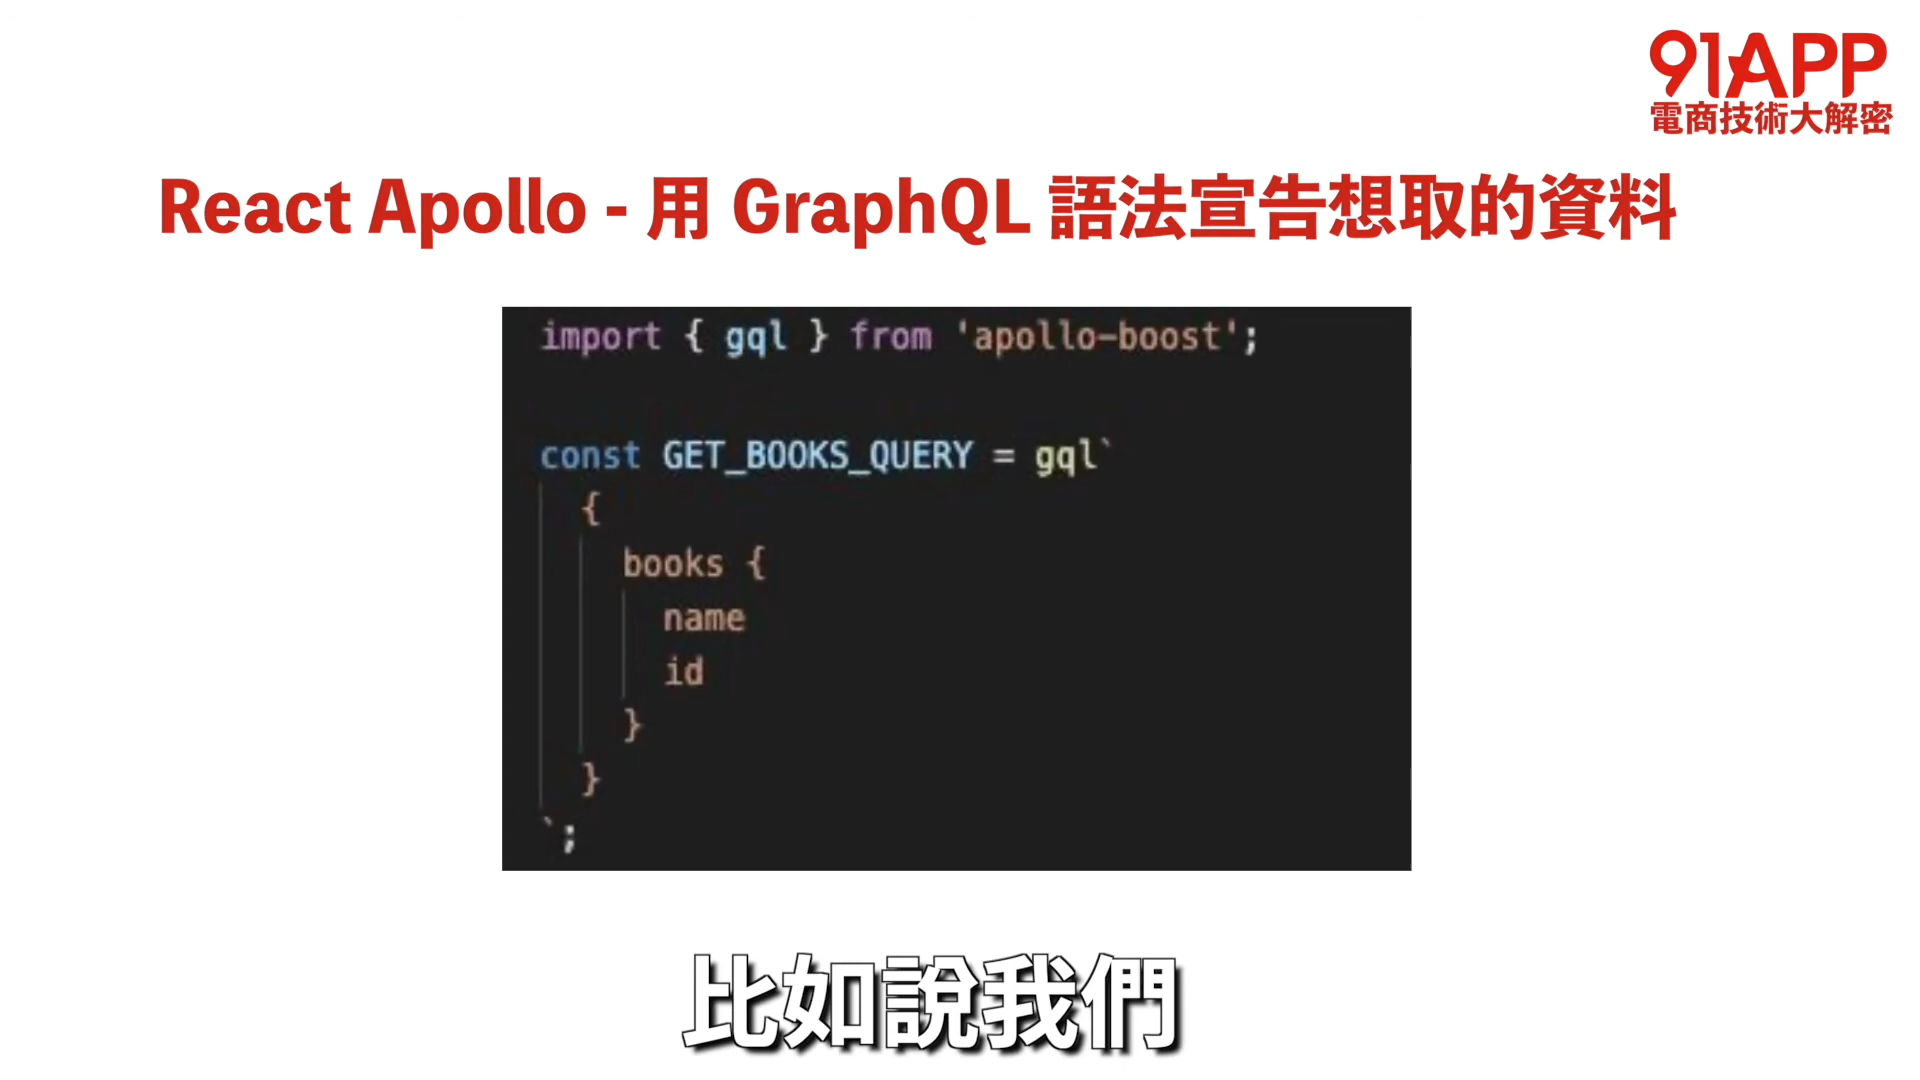 91APP
電商技術大解密
React Apollo - 用 GraphQL 語法宣告想取的資料
import { gql } from 'apollo-boost';
const GET_BOOKS_QUERY = gql`
{
books {
name
id
}
}
`;
比如說我們